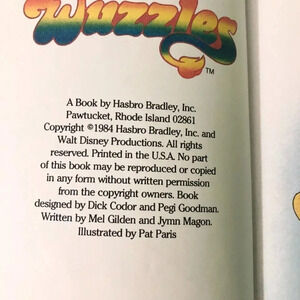 Wuzzles
TM
A Book by Hasbro Bradley, Inc.
Pawtucket, Rhode Island 02861
Copyright ©1984 Hasbro Bradley, Inc. and
Walt Disney Productions. All rights
reserved. Printed in the U.S.A. No part
of this book may be reproduced or copied
in any form without written permission
from the copyright owners. Book
designed by Dick Codor and Pegi Goodman.
Written by Mel Gilden and Jymn Magon.
Illustrated by Pat Paris